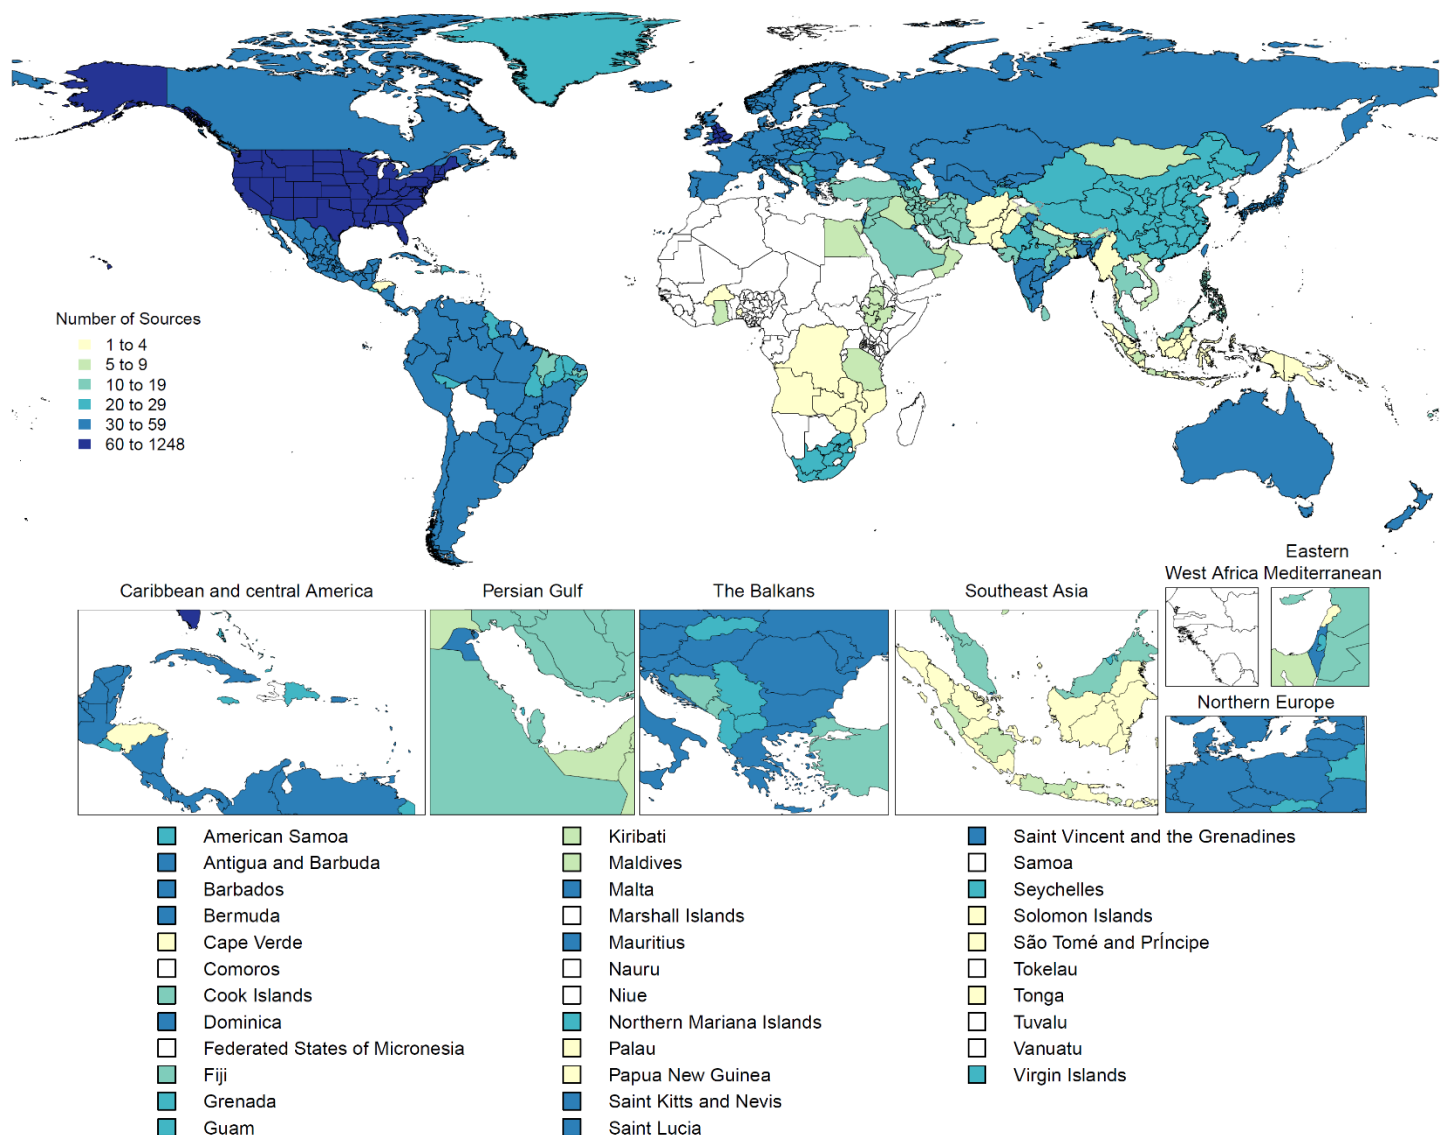 Number of Sources
1 to 4
5 to 9
10 to 19
20 to 29
30 to 59
60 to 1248
Caribbean and central America
Persian Gulf
The Balkans
Southeast Asia
West Africa
Eastern
Mediterranean
Northern Europe
American Samoa
Antigua and Barbuda
Barbados
Bermuda
Cape Verde
Comoros
Cook Islands
Dominica
Federated States of Micronesia
Fiji
Grenada
Guam
Kiribati
Maldives
Malta
Marshall Islands
Mauritius
Nauru
Niue
Northern Mariana Islands
Palau
Papua New Guinea
Saint Kitts and Nevis
Saint Lucia
Saint Vincent and the Grenadines
Samoa
Seychelles
Solomon Islands
São Tomé and PrÍncipe
Tokelau
Tonga
Tuvalu
Vanuatu
Virgin Islands